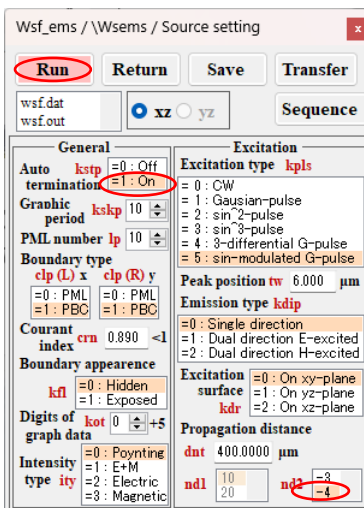 Wsf_ems / \Wsems / Source setting x
Run Return Save Transfer
wsf.dat
wsf.out
xz yz
Sequence
General
Auto termination kstp
=0 : Off
=1 : On
Graphic period kskp 10
PML number lp 10
Boundary type
clp (L) x clp (R) y
=0 : PML =0 : PML
=1 : PBC =1 : PBC
Courant index crn 0.890 <1
Boundary appearence
kfl
=0 : Hidden
=1 : Exposed
Digits of graph data kot 0 +5
Intensity type ity
=0 : Poynting
=1 : E+M
=2 : Electric
=3 : Magnetic
Excitation
Excitation type kpls
= 0 : CW
= 1 : Gausian-pulse
= 2 : sin^2-pulse
= 3 : sin^3-pulse
= 4 : 3-differential G-pulse
= 5 : sin-modulated G-pulse
Peak position tw 6.000 μm
Emission type kdip
=0 : Single direction
=1 : Dual direction E-excited
=2 : Dual direction H-excited
Excitation surface kdr
=0 : On xy-plane
=1 : On yz-plane
=2 : On xz-plane
Propagation distance
dnt 400.0000 μm
nd1
10
20
nd2
-3
-4